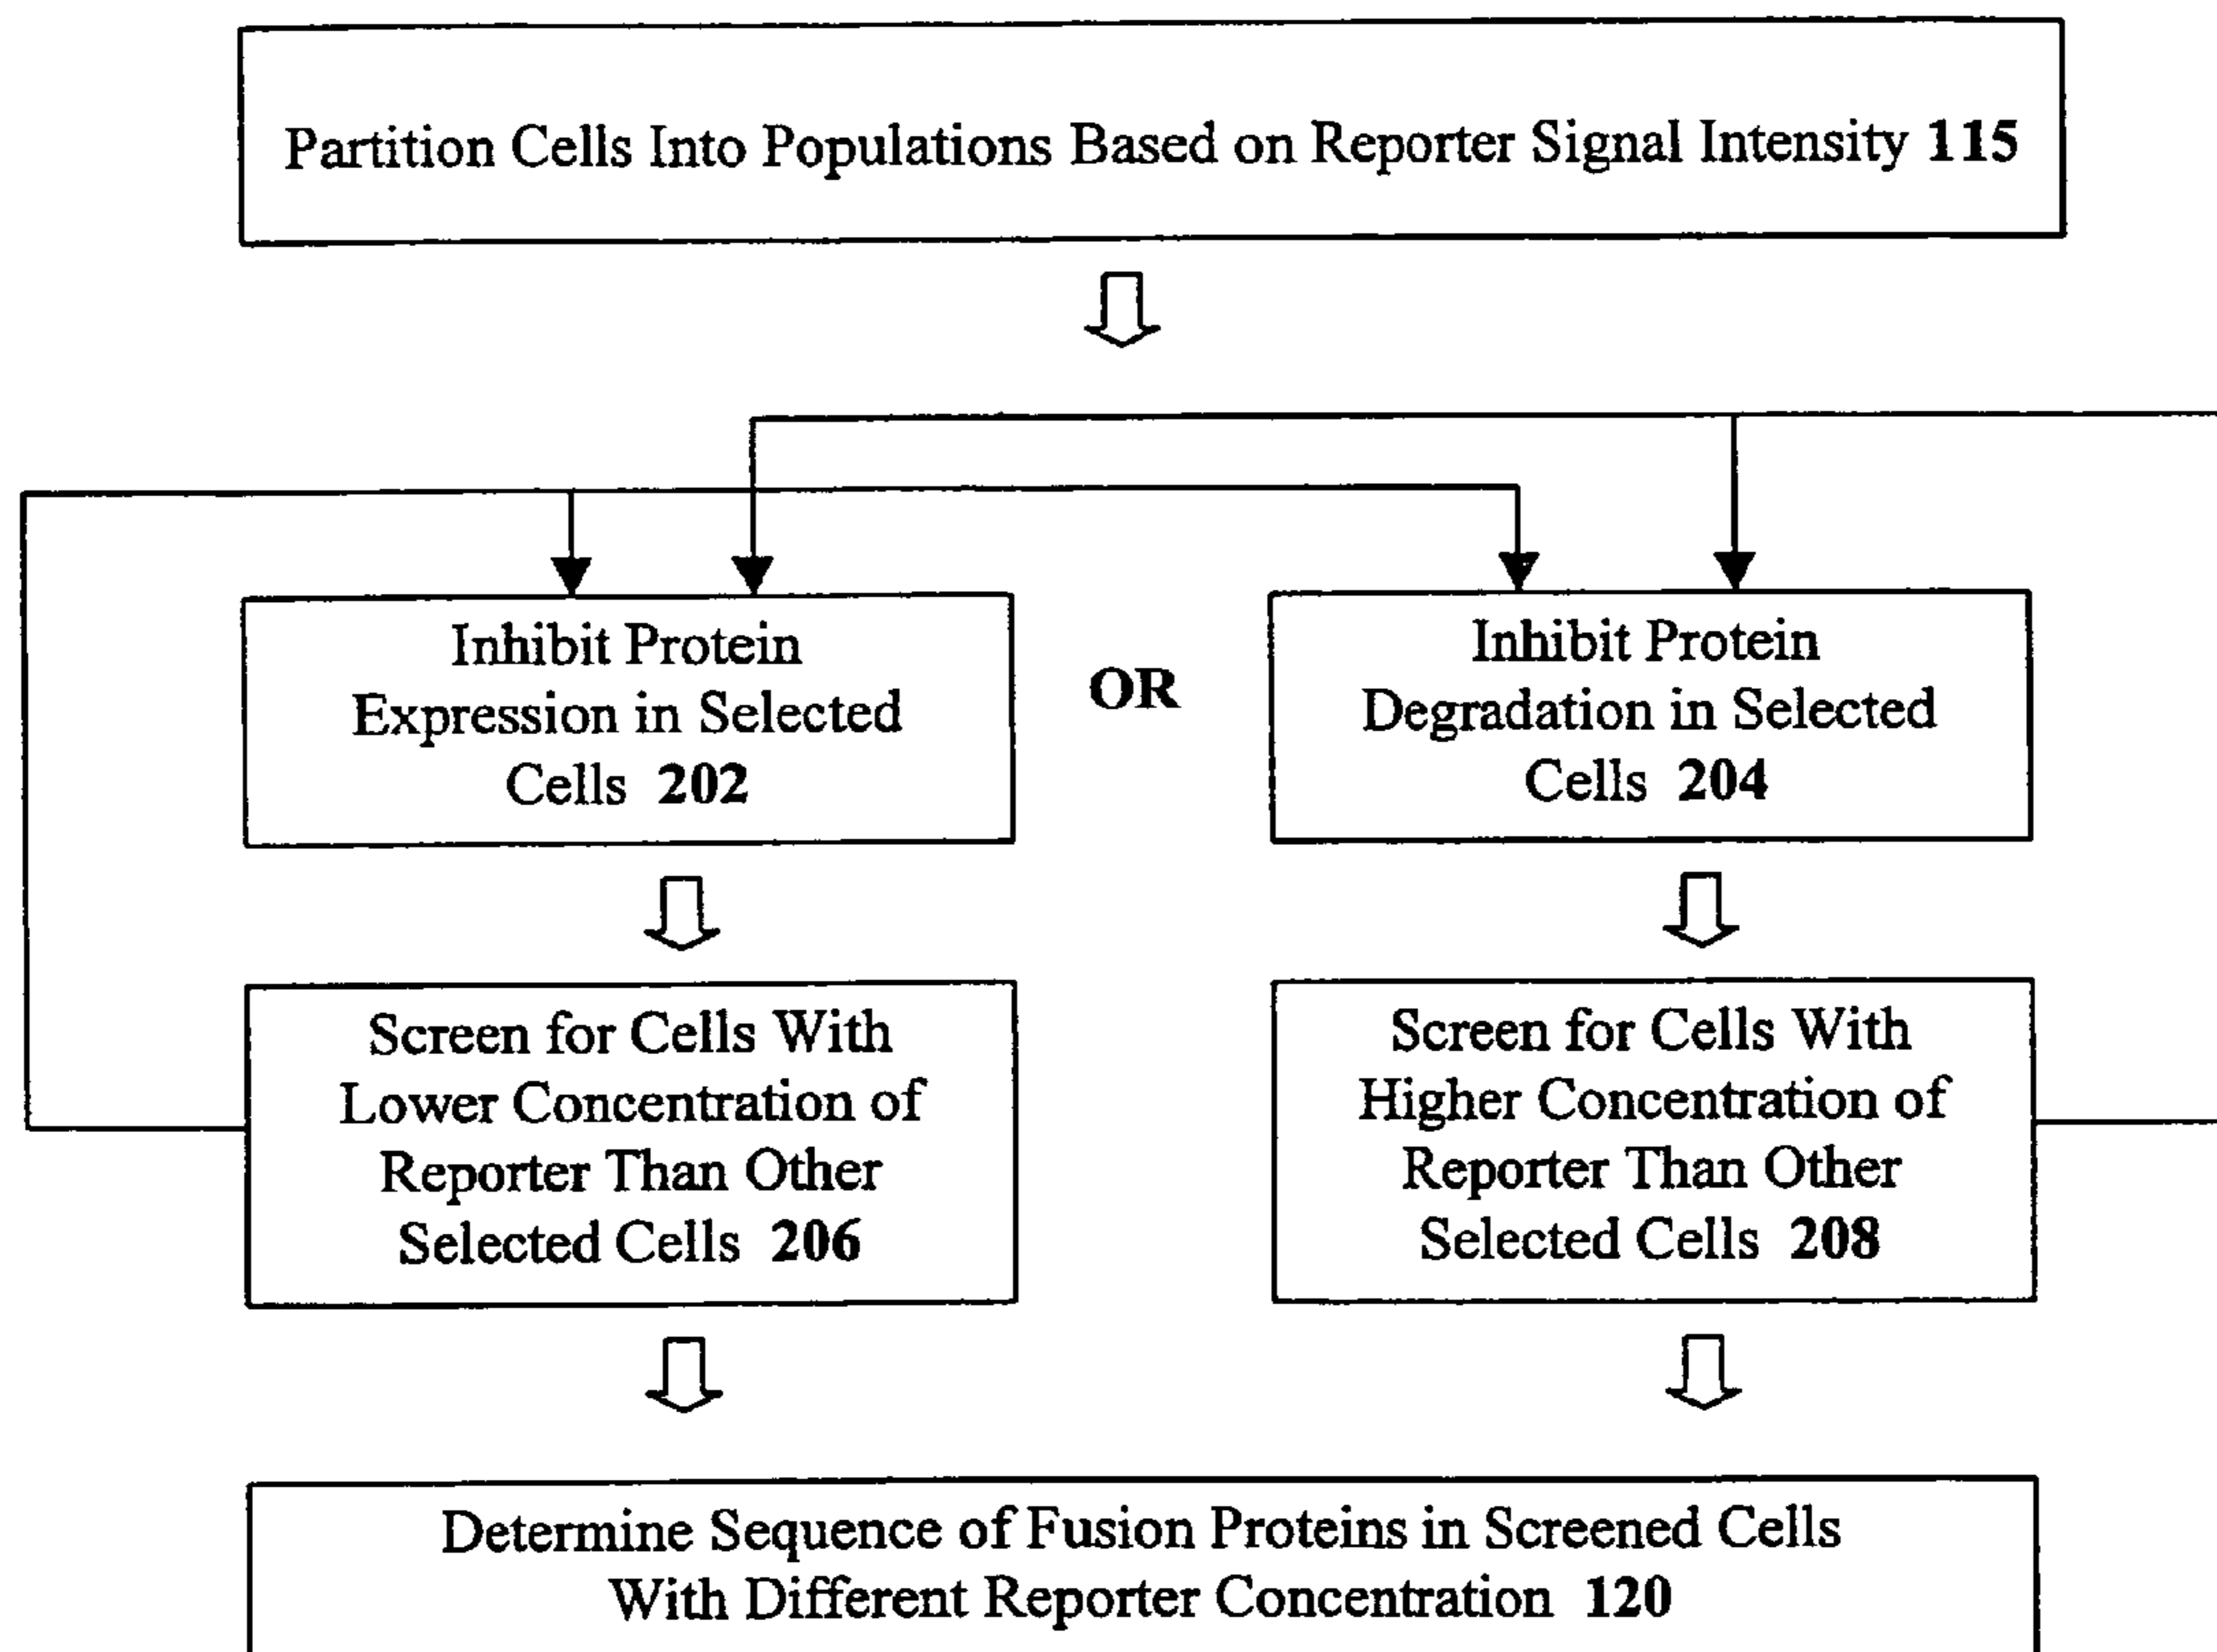 Partition Cells Into Populations Based on Reporter Signal Intensity 115
Inhibit Protein
Expression in Selected
Cells 202
OR
Inhibit Protein
Degradation in Selected
Cells 204
Screen for Cells With
Lower Concentration of
Reporter Than Other
Selected Cells 206
Screen for Cells With
Higher Concentration of
Reporter Than Other
Selected Cells 208
Determine Sequence of Fusion Proteins in Screened Cells
With Different Reporter Concentration 120